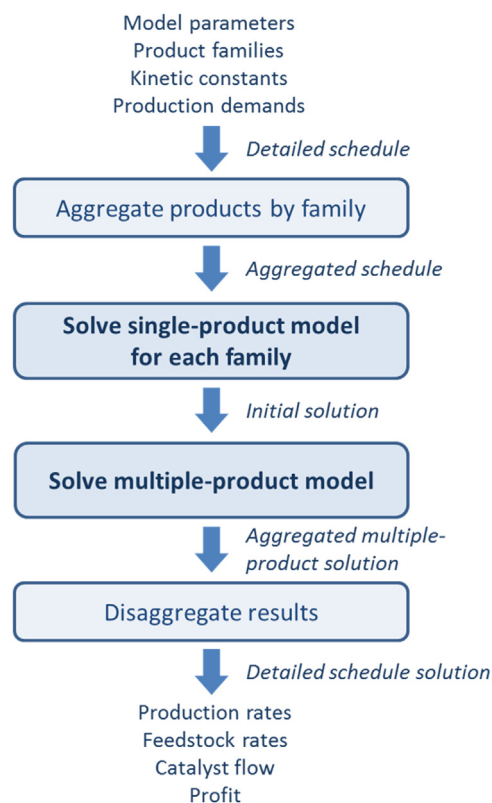 Model parameters
Product families
Kinetic constants
Production demands
Detailed schedule
Aggregate products by family
Aggregated schedule
Solve single-product model
for each family
Initial solution
Solve multiple-product model
Aggregated multiple-
product solution
Disaggregate results
Detailed schedule solution
Production rates
Feedstock rates
Catalyst flow
Profit